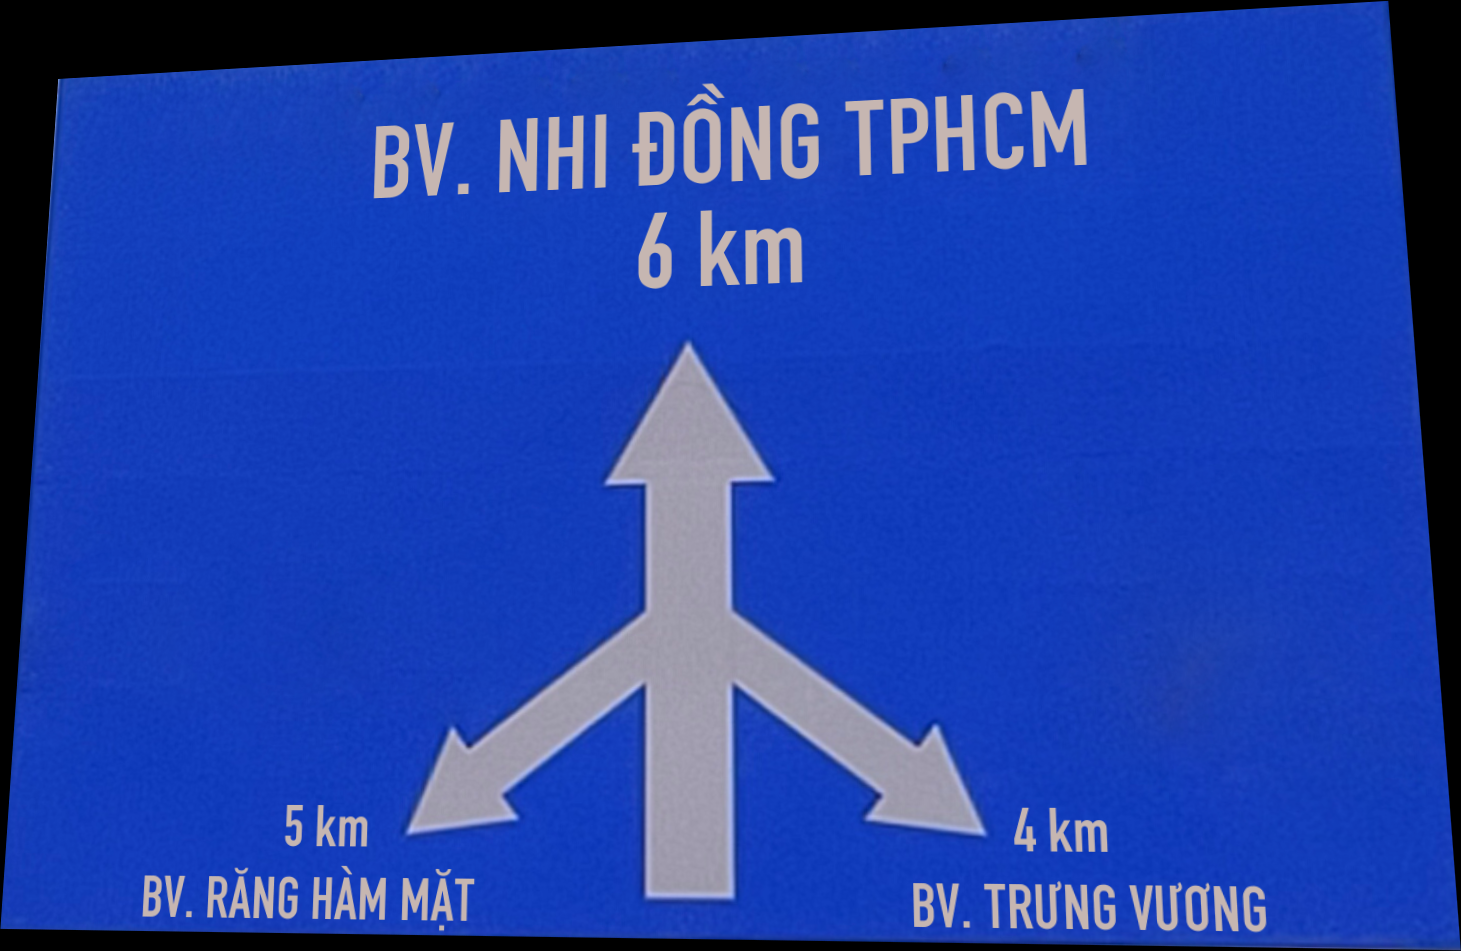 BV. NHI ĐỒNG TPHCM
6 km
5 km
BV. RĂNG HÀM MẶT
4 km
BV. TRƯNG VƯƠNG